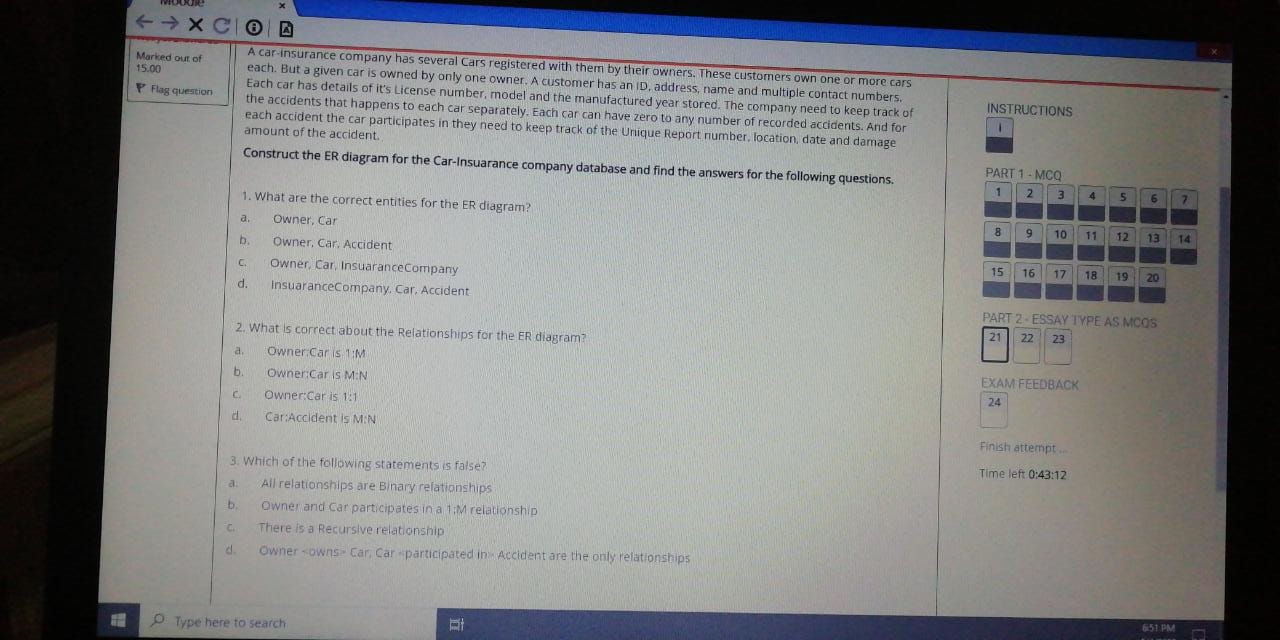 Moodle
Marked out of
15.00
Flag question
A car-insurance company has several Cars registered with them by their owners. These customers own one or more cars
each. But a given car is owned by only one owner. A customer has an ID, address, name and multiple contact numbers.
Each car has details of it's License number, model and the manufactured year stored. The company need to keep track of
the accidents that happens to each car separately. Each car can have zero to any number of recorded accidents. And for
each accident the car participates in they need to keep track of the Unique Report number, location, date and damage
amount of the accident.
Construct the ER diagram for the Car-Insuarance company database and find the answers for the following questions.
1. What are the correct entities for the ER diagram?
a. Owner, Car
b. Owner, Car, Accident
c. Owner, Car, InsuaranceCompany
d. InsuaranceCompany, Car, Accident
2. What is correct about the Relationships for the ER diagram?
a. Owner:Car is 1:M
b. Owner:Car is M:N
c. Owner:Car is 1:1
d. Car:Accident is M:N
3. Which of the following statements is false?
a. All relationships are Binary relationships
b. Owner and Car participates in a 1:M relationship
c. There is a Recursive relationship
d. Owner <owns> Car, Car <participated in> Accident are the only relationships
INSTRUCTIONS
i
PART 1 - MCQ
1 2 3 4 5 6 7
8 9 10 11 12 13 14
15 16 17 18 19 20
PART 2 - ESSAY TYPE AS MCQS
21 22 23
EXAM FEEDBACK
24
Finish attempt ...
Time left 0:43:12
Type here to search
6:51 PM